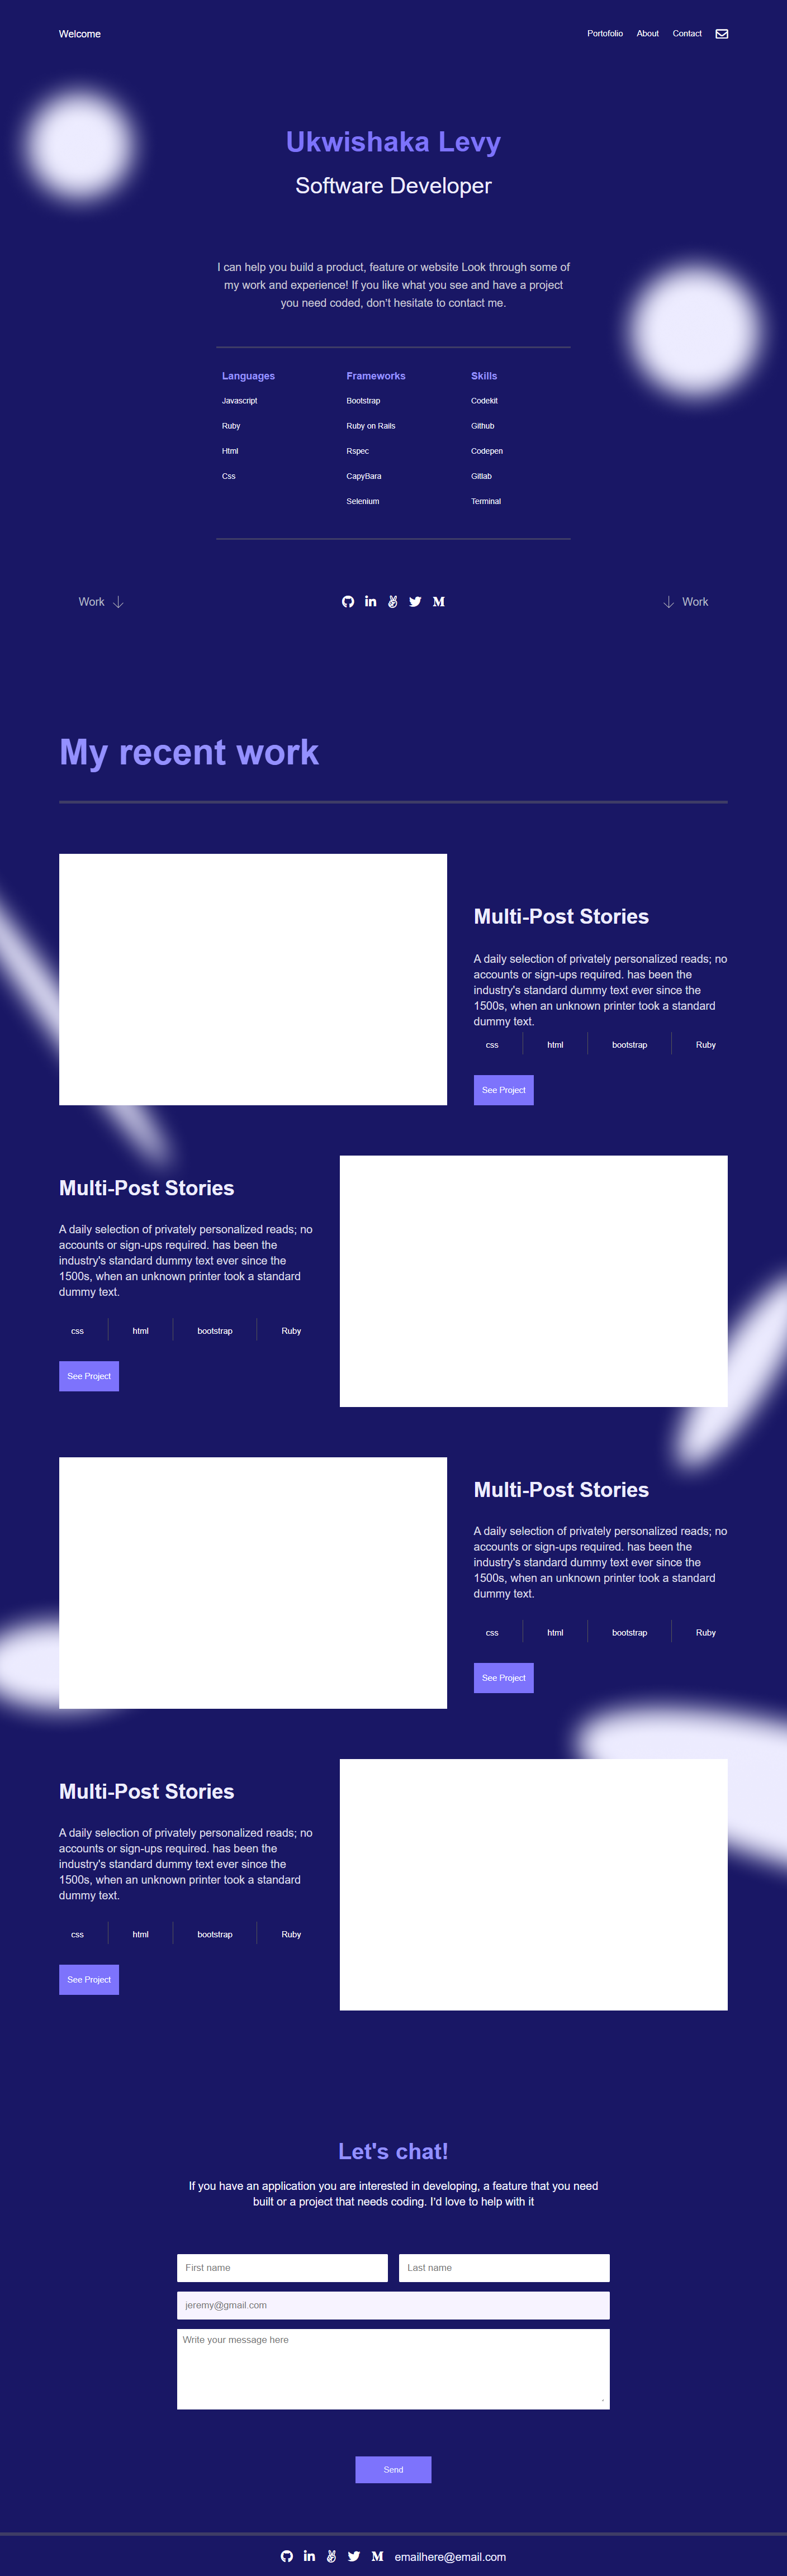 Welcome
Portofolio About Contact
Ukwishaka Levy
Software Developer
I can help you build a product, feature or website Look through some of
my work and experience! If you like what you see and have a project
you need coded, don't hesitate to contact me.
Languages
Javascript
Ruby
Html
Css
Frameworks
Bootstrap
Ruby on Rails
Rspec
CapyBara
Selenium
Skills
Codekit
Github
Codepen
Gitlab
Terminal
Work
Work
My recent work
Multi-Post Stories
A daily selection of privately personalized reads; no
accounts or sign-ups required. has been the
industry's standard dummy text ever since the
1500s, when an unknown printer took a standard
dummy text.
css html bootstrap Ruby
See Project
Multi-Post Stories
A daily selection of privately personalized reads; no
accounts or sign-ups required. has been the
industry's standard dummy text ever since the
1500s, when an unknown printer took a standard
dummy text.
css html bootstrap Ruby
See Project
Multi-Post Stories
A daily selection of privately personalized reads; no
accounts or sign-ups required. has been the
industry's standard dummy text ever since the
1500s, when an unknown printer took a standard
dummy text.
css html bootstrap Ruby
See Project
Multi-Post Stories
A daily selection of privately personalized reads; no
accounts or sign-ups required. has been the
industry's standard dummy text ever since the
1500s, when an unknown printer took a standard
dummy text.
css html bootstrap Ruby
See Project
Let's chat!
If you have an application you are interested in developing, a feature that you need
built or a project that needs coding. I'd love to help with it
First name
Last name
jeremy@gmail.com
Write your message here
Send
emailhere@email.com